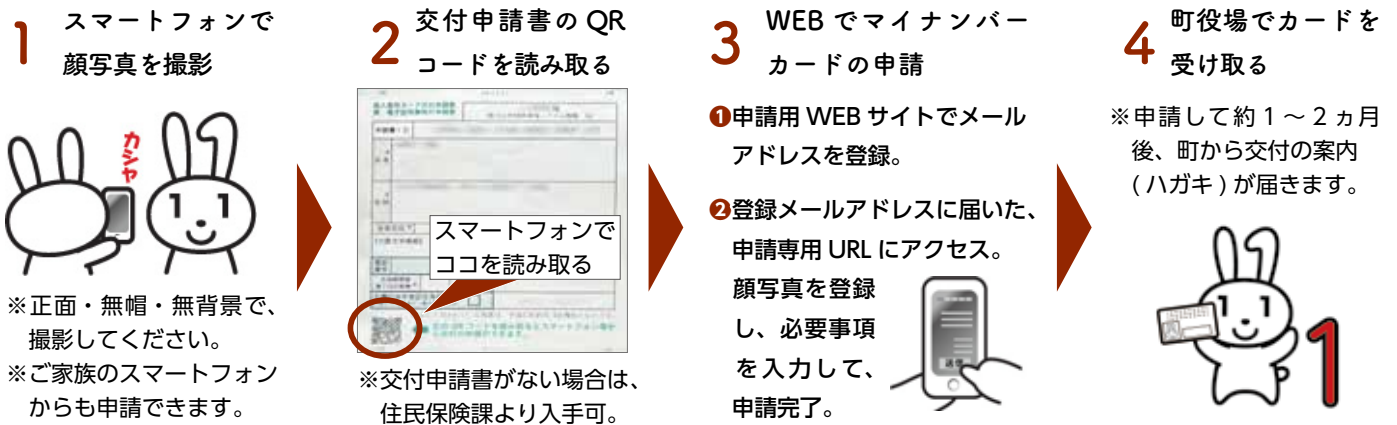 1
スマートフォンで
顔写真を撮影
カシャ
※正面・無帽・無背景で、
撮影してください。
※ご家族のスマートフォン
からも申請できます。
2
交付申請書の QR
コードを読み取る
スマートフォンで
ココを読み取る
※交付申請書がない場合は、
住民保険課より入手可。
3
WEB でマイナンバー
カードの申請
❶申請用 WEB サイトでメール
アドレスを登録。
❷登録メールアドレスに届いた、
申請専用 URL にアクセス。
顔写真を登録
し、必要事項
を入力して、
申請完了。
送信
4
町役場でカードを
受け取る
※申請して約 1 ~ 2 ヵ月
後、町から交付の案内
( ハガキ ) が届きます。
1